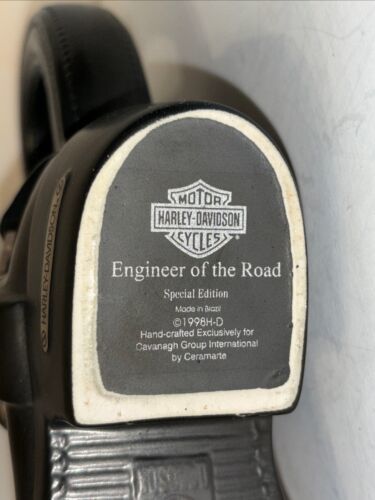 MOTOR
HARLEY-DAVIDSON
CYCLES
®
Engineer of the Road
Special Edition
Made in Brazil
©1998H-D
Hand-crafted Exclusively for
Cavanagh Group International
by Ceramarte
HARLEY-DAVIDSON